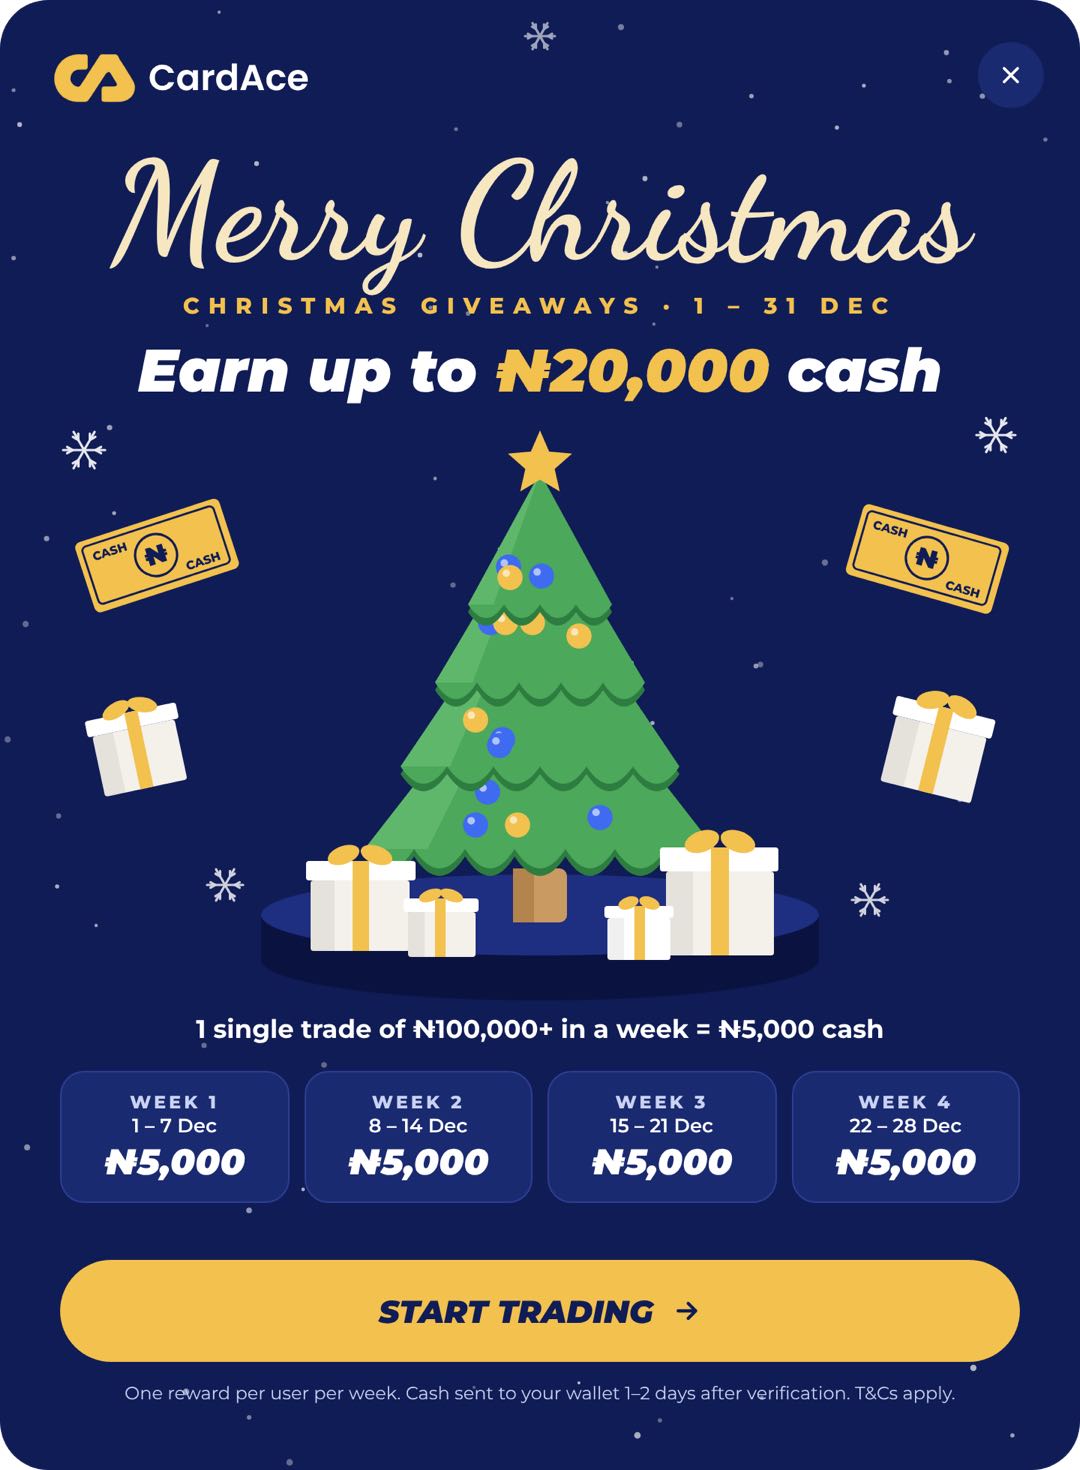 CardAce
Merry Christmas
CHRISTMAS GIVEAWAYS · 1 – 31 DEC
Earn up to ₦20,000 cash
CASH ₦ CASH
CASH ₦ CASH
1 single trade of ₦100,000+ in a week = ₦5,000 cash
WEEK 1
1 – 7 Dec
₦5,000
WEEK 2
8 – 14 Dec
₦5,000
WEEK 3
15 – 21 Dec
₦5,000
WEEK 4
22 – 28 Dec
₦5,000
START TRADING →
One reward per user per week. Cash sent to your wallet 1–2 days after verification. T&Cs apply.